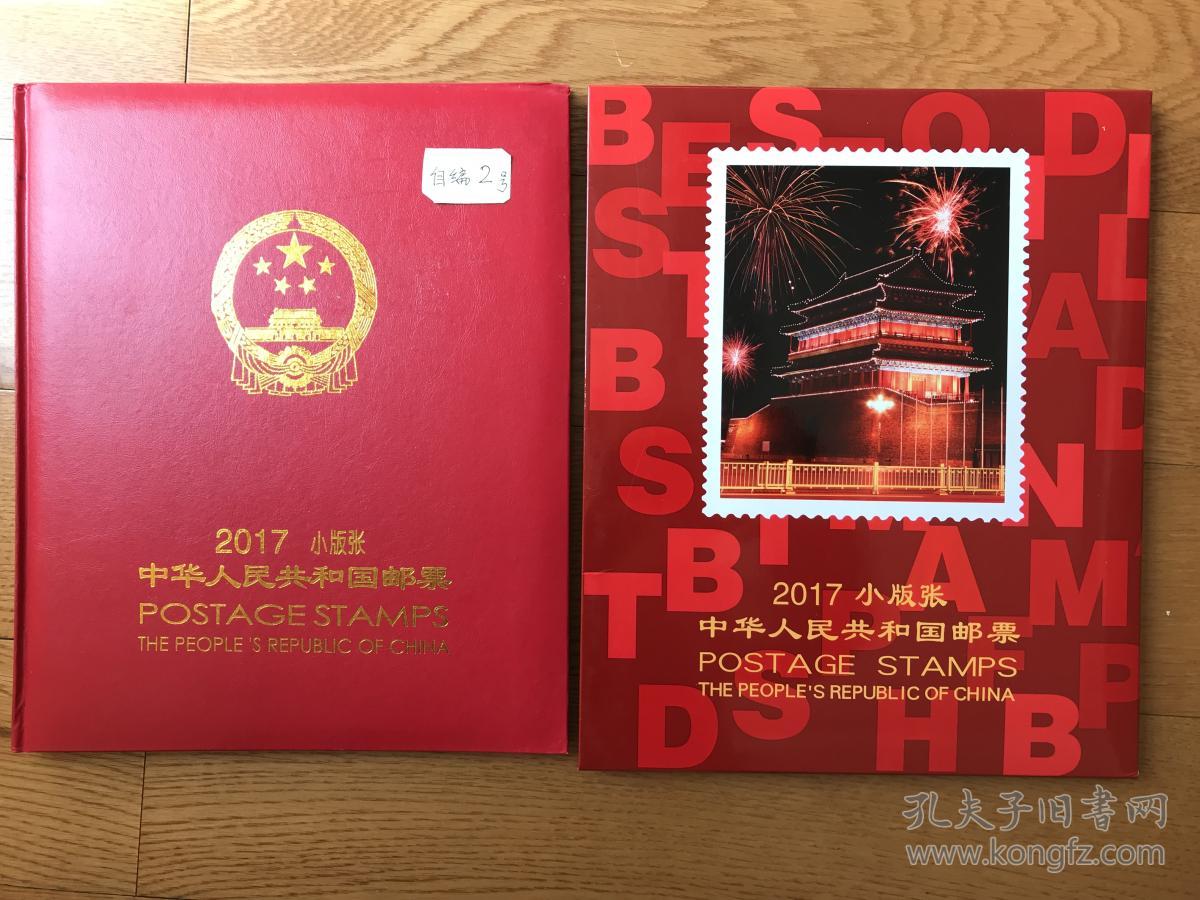 自编 2号
2017 小版张
中华人民共和国邮票
POSTAGE STAMPS
THE PEOPLE 'S REPUBLIC OF CHINA
2017 小版张
中华人民共和国邮票
POSTAGE STAMPS
THE PEOPLE'S REPUBLIC OF CHINA
孔夫子旧書网
www.kongfz.com